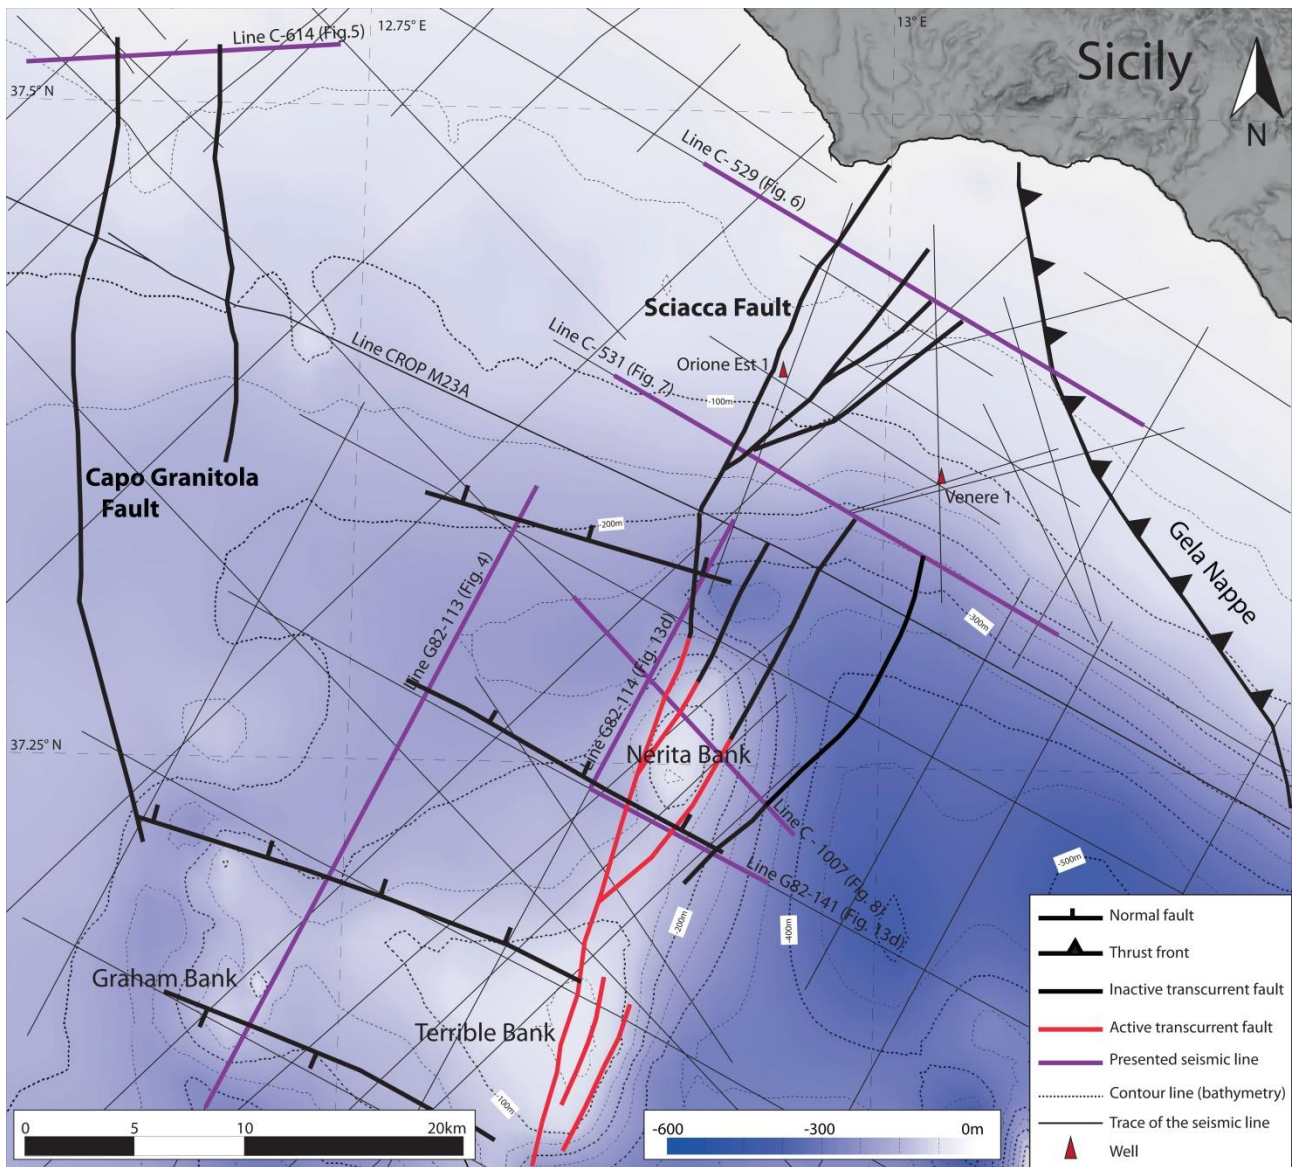 Line C-614 (Fig.5)
12.75° E
13° E
Sicily
37.5° N
N
Line C- 529 (Fig. 6)
Sciacca Fault
Line C- 531 (Fig. 7)
Orione Est 1
Line CROP M23A
-100m
Capo Granitola
Fault
Venere 1
-200m
Gela Nappe
Line G82-113 (Fig. 4)
-300m
Line G82-114 (Fig. 13d)
37.25° N
Nerita Bank
Line C- 1007 (Fig. 8)
Line G82-141 (Fig. 13d)
-500m
-200m
-400m
Graham Bank
Terrible Bank
-100m
Normal fault
Thrust front
Inactive transcurrent fault
Active transcurrent fault
Presented seismic line
Contour line (bathymetry)
Trace of the seismic line
Well
0 5 10 20km
-600 -300 0m